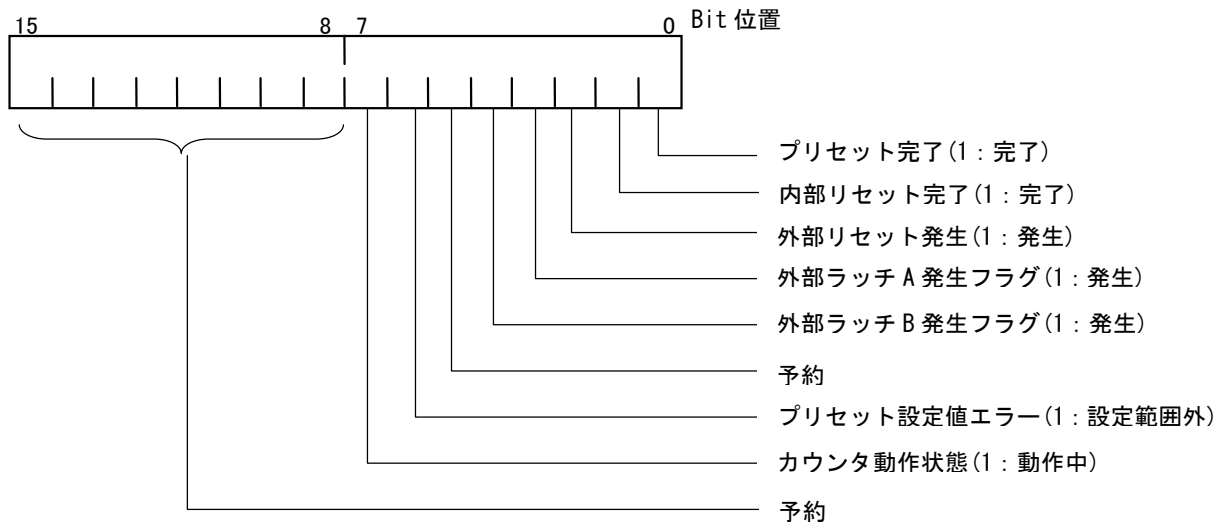 15 8 7 0 Bit 位置
プリセット完了(1：完了)
内部リセット完了(1：完了)
外部リセット発生(1：発生)
外部ラッチA発生フラグ(1：発生)
外部ラッチB発生フラグ(1：発生)
予約
プリセット設定値エラー(1：設定範囲外)
カウンタ動作状態(1：動作中)
予約